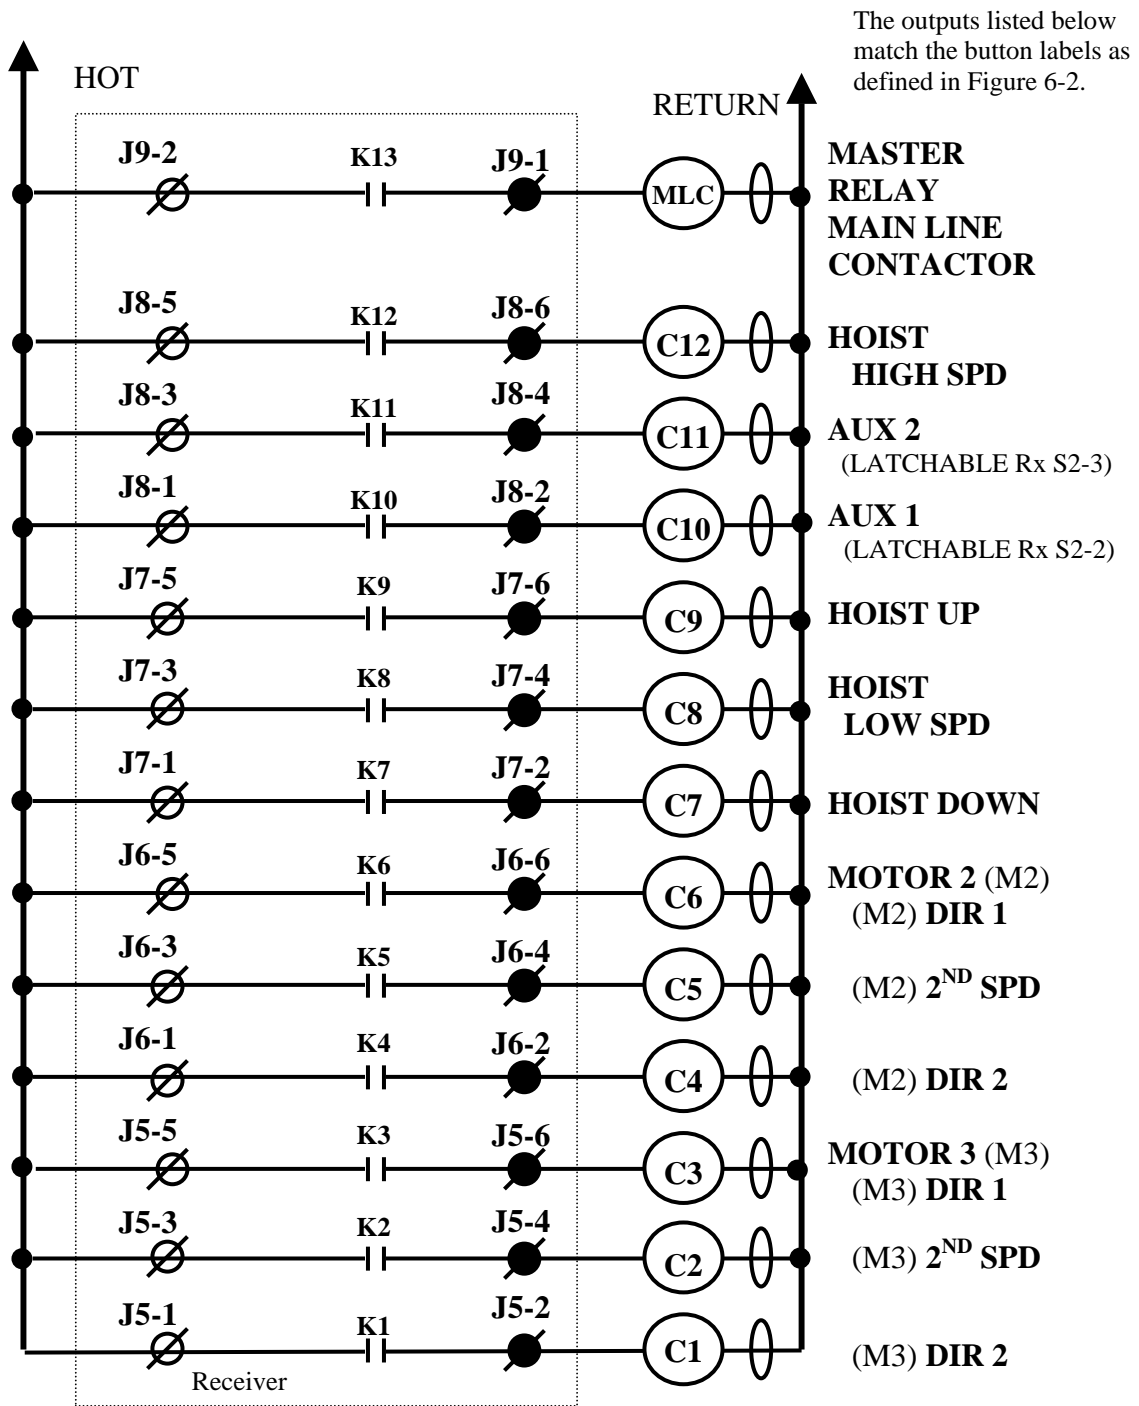 The outputs listed below
match the button labels as
defined in Figure 6-2.
HOT
RETURN
J9-2 K13 J9-1 MLC MASTER
RELAY
MAIN LINE
CONTACTOR
J8-5 K12 J8-6 C12 HOIST
HIGH SPD
J8-3 K11 J8-4 C11 AUX 2
(LATCHABLE Rx S2-3)
J8-1 K10 J8-2 C10 AUX 1
(LATCHABLE Rx S2-2)
J7-5 K9 J7-6 C9 HOIST UP
J7-3 K8 J7-4 C8 HOIST
LOW SPD
J7-1 K7 J7-2 C7 HOIST DOWN
J6-5 K6 J6-6 C6 MOTOR 2 (M2)
(M2) DIR 1
J6-3 K5 J6-4 C5 (M2) 2ND SPD
J6-1 K4 J6-2 C4 (M2) DIR 2
J5-5 K3 J5-6 C3 MOTOR 3 (M3)
(M3) DIR 1
J5-3 K2 J5-4 C2 (M3) 2ND SPD
J5-1 K1 J5-2 C1 (M3) DIR 2
Receiver